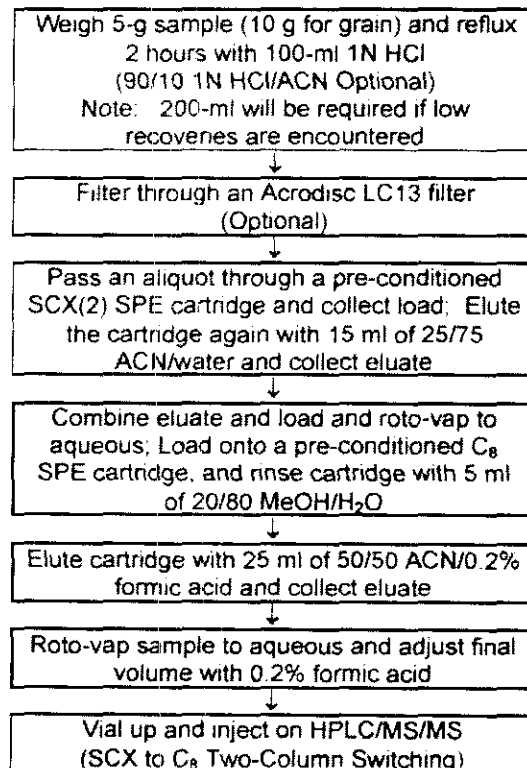 Weigh 5-g sample (10 g for grain) and reflux
2 hours with 100-ml 1N HCl
(90/10 1N HCl/ACN Optional)
Note: 200-ml will be required if low
recoveries are encountered
Filter through an Acrodisc LC13 filter
(Optional)
Pass an aliquot through a pre-conditioned
SCX(2) SPE cartridge and collect load; Elute
the cartridge again with 15 ml of 25/75
ACN/water and collect eluate
Combine eluate and load and roto-vap to
aqueous; Load onto a pre-conditioned C₈
SPE cartridge, and rinse cartridge with 5 ml
of 20/80 MeOH/H₂O
Elute cartridge with 25 ml of 50/50 ACN/0.2%
formic acid and collect eluate
Roto-vap sample to aqueous and adjust final
volume with 0.2% formic acid
Vial up and inject on HPLC/MS/MS
(SCX to C₈ Two-Column Switching)